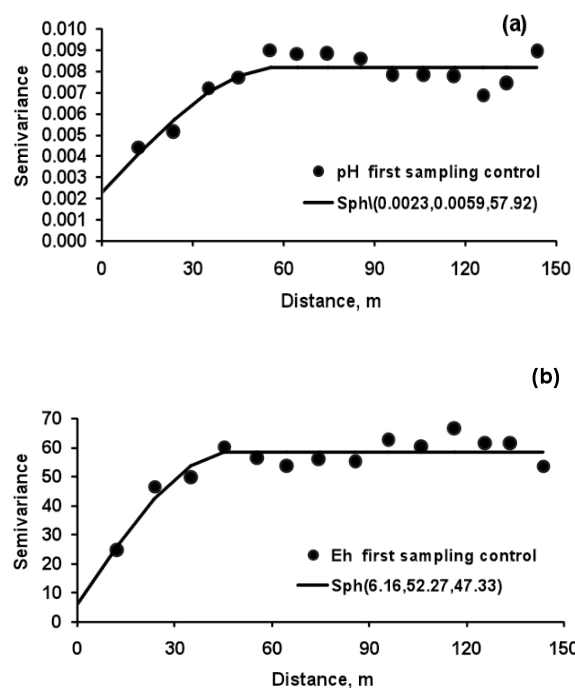 (a)
0.010
0.009
0.008
0.007
0.006
0.005
0.004
0.003
0.002
0.001
0.000
Semivariance
pH first sampling control
Sph\(0.0023,0.0059,57.92)
0 30 60 90 120 150
Distance, m
(b)
70
60
50
40
30
20
10
0
Semivariance
Eh first sampling control
Sph(6.16,52.27,47.33)
0 30 60 90 120 150
Distance, m